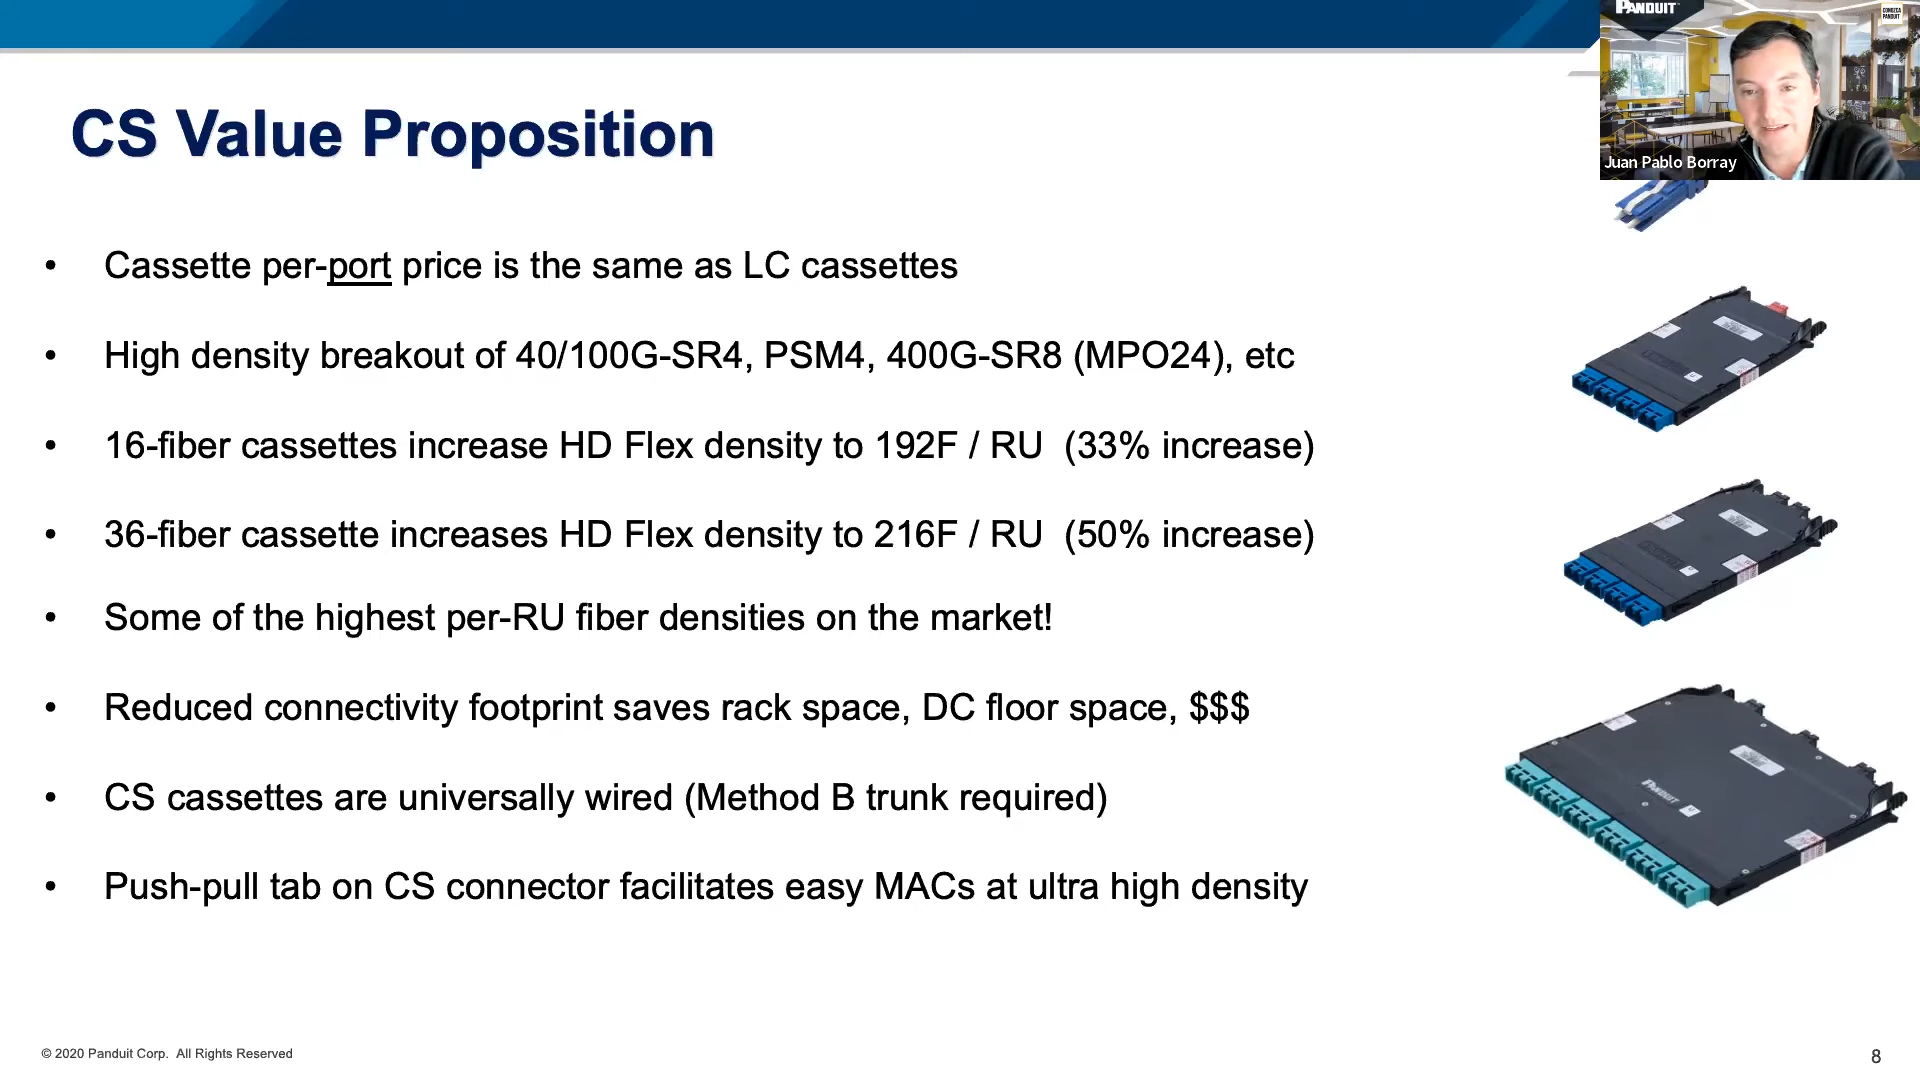 PANDUIT
CONOZCA
PANDUIT
Juan Pablo Borray
CS Value Proposition
• Cassette per-port price is the same as LC cassettes
• High density breakout of 40/100G-SR4, PSM4, 400G-SR8 (MPO24), etc
• 16-fiber cassettes increase HD Flex density to 192F / RU (33% increase)
• 36-fiber cassette increases HD Flex density to 216F / RU (50% increase)
• Some of the highest per-RU fiber densities on the market!
• Reduced connectivity footprint saves rack space, DC floor space, $$$
• CS cassettes are universally wired (Method B trunk required)
• Push-pull tab on CS connector facilitates easy MACs at ultra high density
PANDUIT
© 2020 Panduit Corp. All Rights Reserved
8